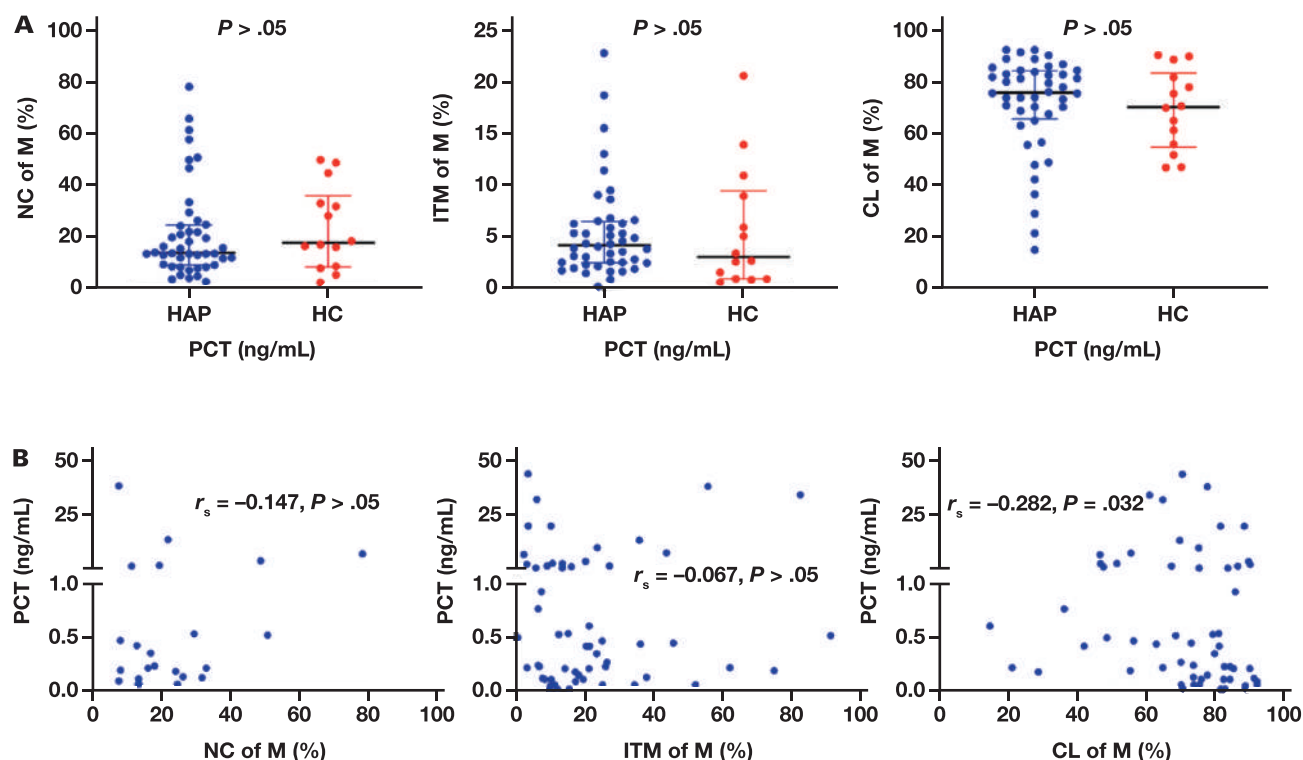 A
P > .05
P > .05
P > .05
NC of M (%)
100
80
60
40
20
0
HAP
HC
PCT (ng/mL)
ITM of M (%)
25
20
15
10
5
0
HAP
HC
PCT (ng/mL)
CL of M (%)
100
80
60
40
20
0
HAP
HC
PCT (ng/mL)
B
PCT (ng/mL)
50
25
1.0
0.5
0.0
rs = –0.147, P > .05
0
20
40
60
80
100
NC of M (%)
PCT (ng/mL)
50
25
1.0
0.5
0.0
rs = –0.067, P > .05
0
20
40
60
80
100
ITM of M (%)
PCT (ng/mL)
50
25
1.0
0.5
0.0
rs = –0.282, P = .032
0
20
40
60
80
100
CL of M (%)